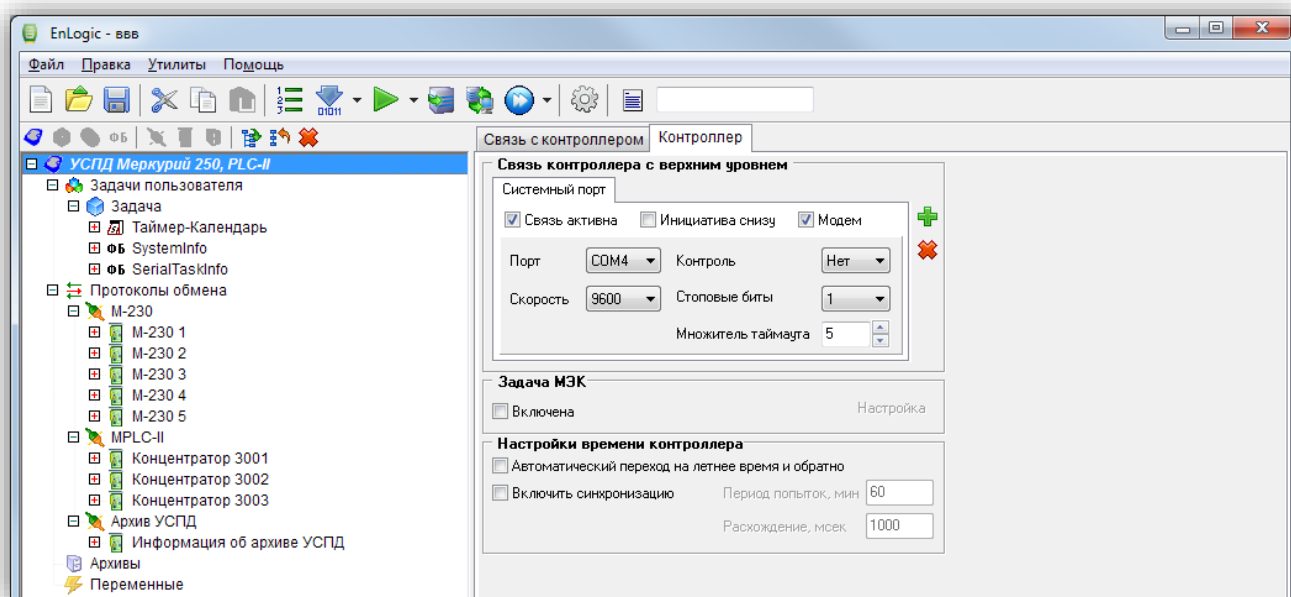 EnLogic - ввв
Файл Правка Утилиты Помощь
1 2 3
01011
ФБ
УСПД Меркурий 250, PLC-II
Задачи пользователя
Задача
Таймер-Календарь
ФБ SystemInfo
ФБ SerialTaskInfo
Протоколы обмена
М-230
М-230 1
М-230 2
М-230 3
М-230 4
М-230 5
MPLC-II
Концентратор 3001
Концентратор 3002
Концентратор 3003
Архив УСПД
Информация об архиве УСПД
Архивы
Переменные
Связь с контроллером Контроллер
Связь контроллера с верхним уровнем
Системный порт
Связь активна Инициатива снизу Модем
Порт COM4 Контроль Нет
Скорость 9600 Стоповые биты 1
Множитель таймаута 5
Задача МЭК
Включена Настройка
Настройки времени контроллера
Автоматический переход на летнее время и обратно
Включить синхронизацию Период попыток, мин 60
Расхождение, мсек 1000